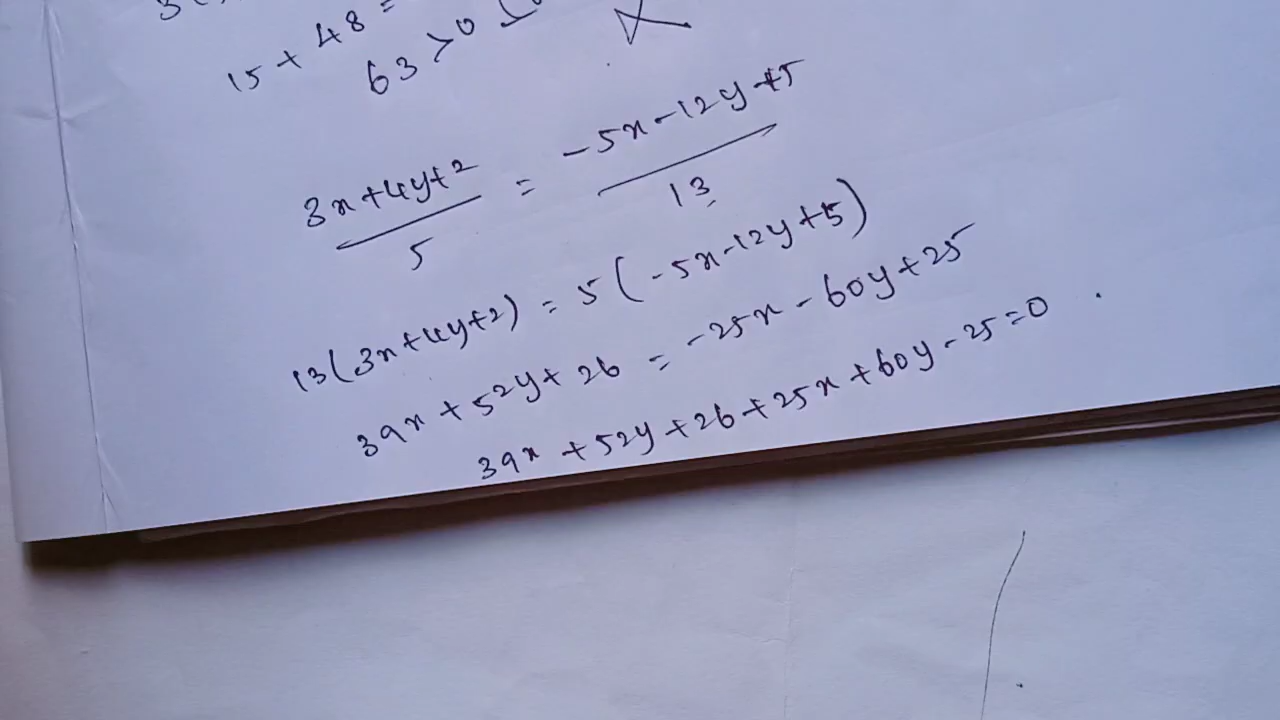 15 + 48 =
63 > 0
(3x+4y+2)/5 = (-5x-12y+5)/13
13(3x+4y+2) = 5(-5x-12y+5)
39x + 52y + 26 = -25x - 60y + 25
39x + 52y + 26 + 25x + 60y - 25 = 0